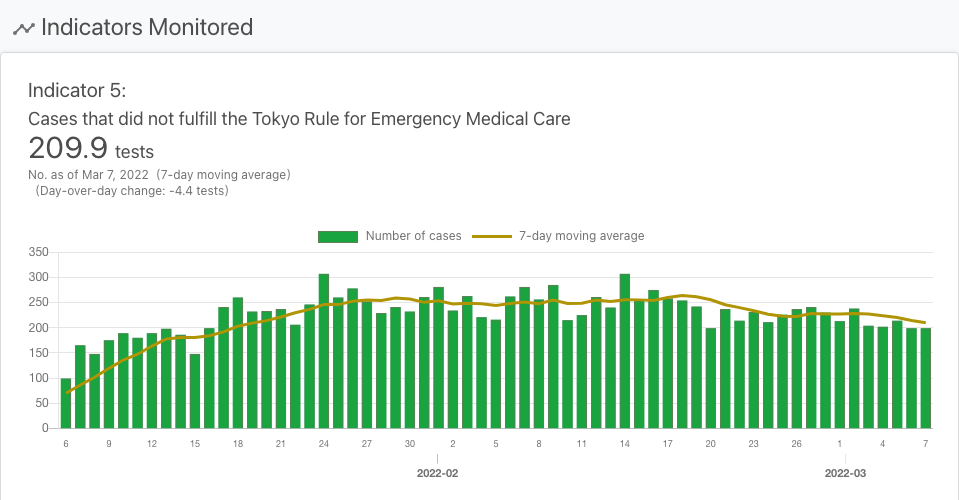 Indicators Monitored
Indicator 5:
Cases that did not fulfill the Tokyo Rule for Emergency Medical Care
209.9 tests
No. as of Mar 7, 2022 (7-day moving average)
(Day-over-day change: -4.4 tests)
Number of cases 7-day moving average
350
300
250
200
150
100
50
0
6 9 12 15 18 21 24 27 30 2 5 8 11 14 17 20 23 26 1 4 7
2022-02 2022-03